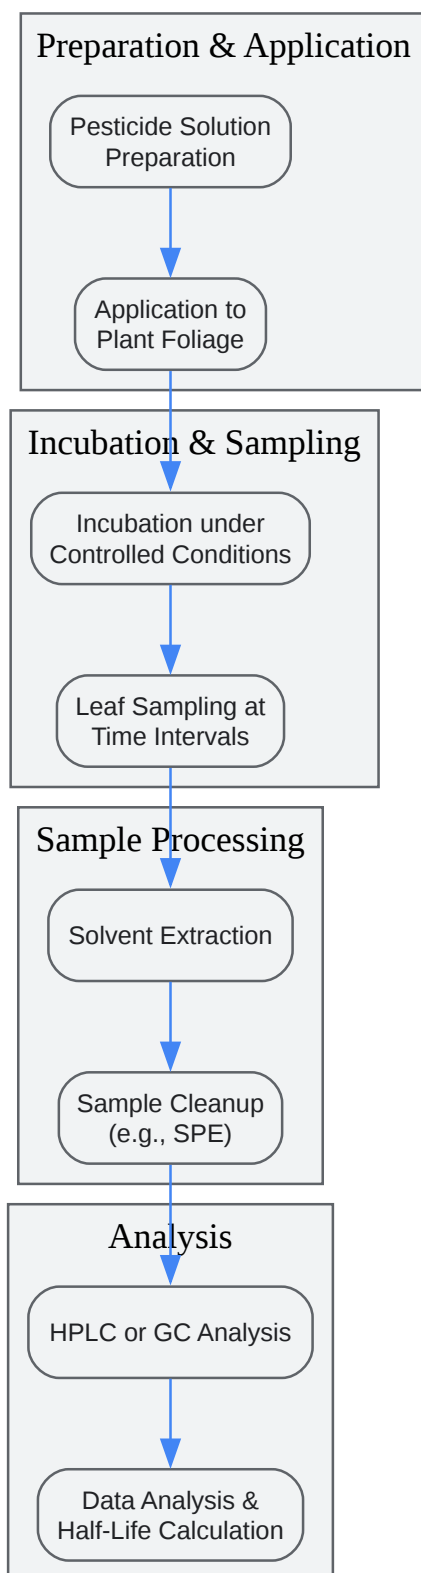 Preparation & Application
Pesticide Solution
Preparation
Application to
Plant Foliage
Incubation & Sampling
Incubation under
Controlled Conditions
Leaf Sampling at
Time Intervals
Sample Processing
Solvent Extraction
Sample Cleanup
(e.g., SPE)
Analysis
HPLC or GC Analysis
Data Analysis &
Half-Life Calculation